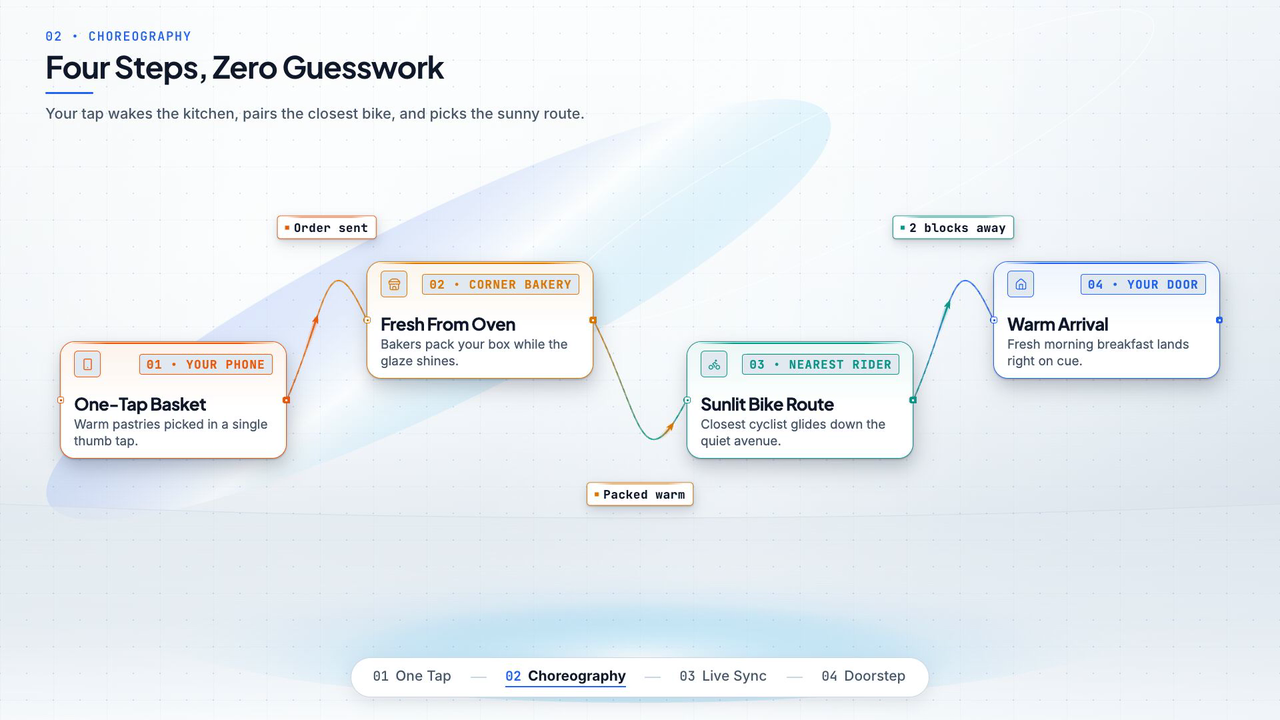 02 • CHOREOGRAPHY
Four Steps, Zero Guesswork
Your tap wakes the kitchen, pairs the closest bike, and picks the sunny route.
Order sent
2 blocks away
01 • YOUR PHONE
One-Tap Basket
Warm pastries picked in a single
thumb tap.
02 • CORNER BAKERY
Fresh From Oven
Bakers pack your box while the
glaze shines.
Packed warm
03 • NEAREST RIDER
Sunlit Bike Route
Closest cyclist glides down the
quiet avenue.
04 • YOUR DOOR
Warm Arrival
Fresh morning breakfast lands
right on cue.
01 One Tap — 02 Choreography — 03 Live Sync — 04 Doorstep